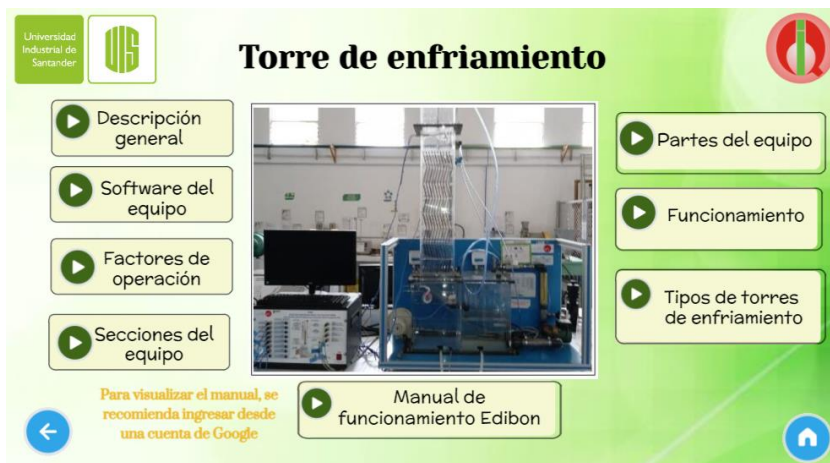 Universidad
Industrial de
Santander
UIS
Torre de enfriamiento
Descripción
general
Software del
equipo
Factores de
operación
Secciones del
equipo
Partes del equipo
Funcionamiento
Tipos de torres
de enfriamiento
Para visualizar el manual, se
recomienda ingresar desde
una cuenta de Google
Manual de
funcionamiento Edibon